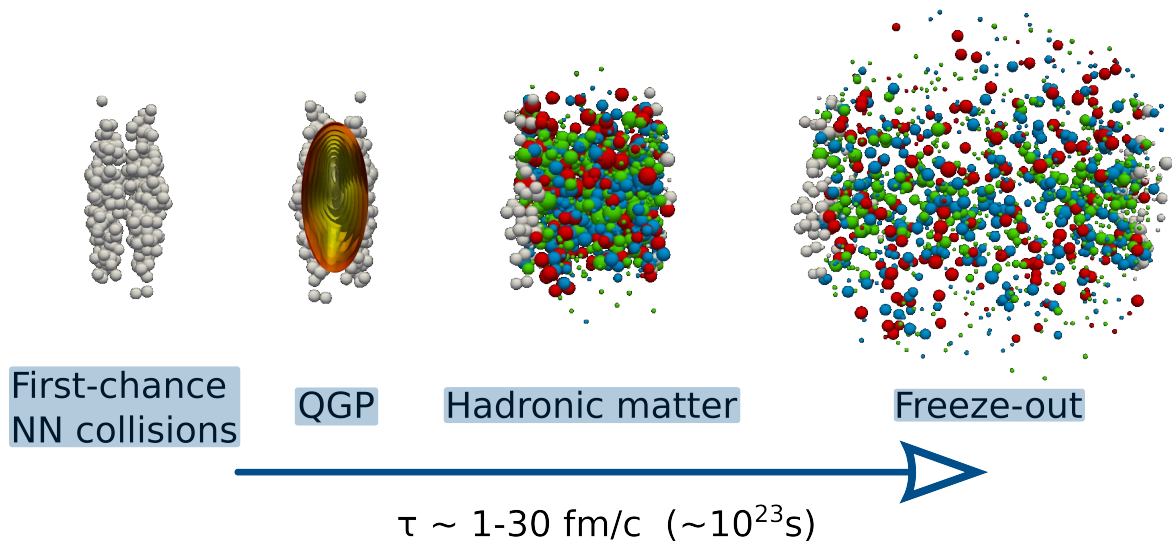 First-chance
NN collisions
QGP
Hadronic matter
Freeze-out
τ ~ 1-30 fm/c (~10²³s)